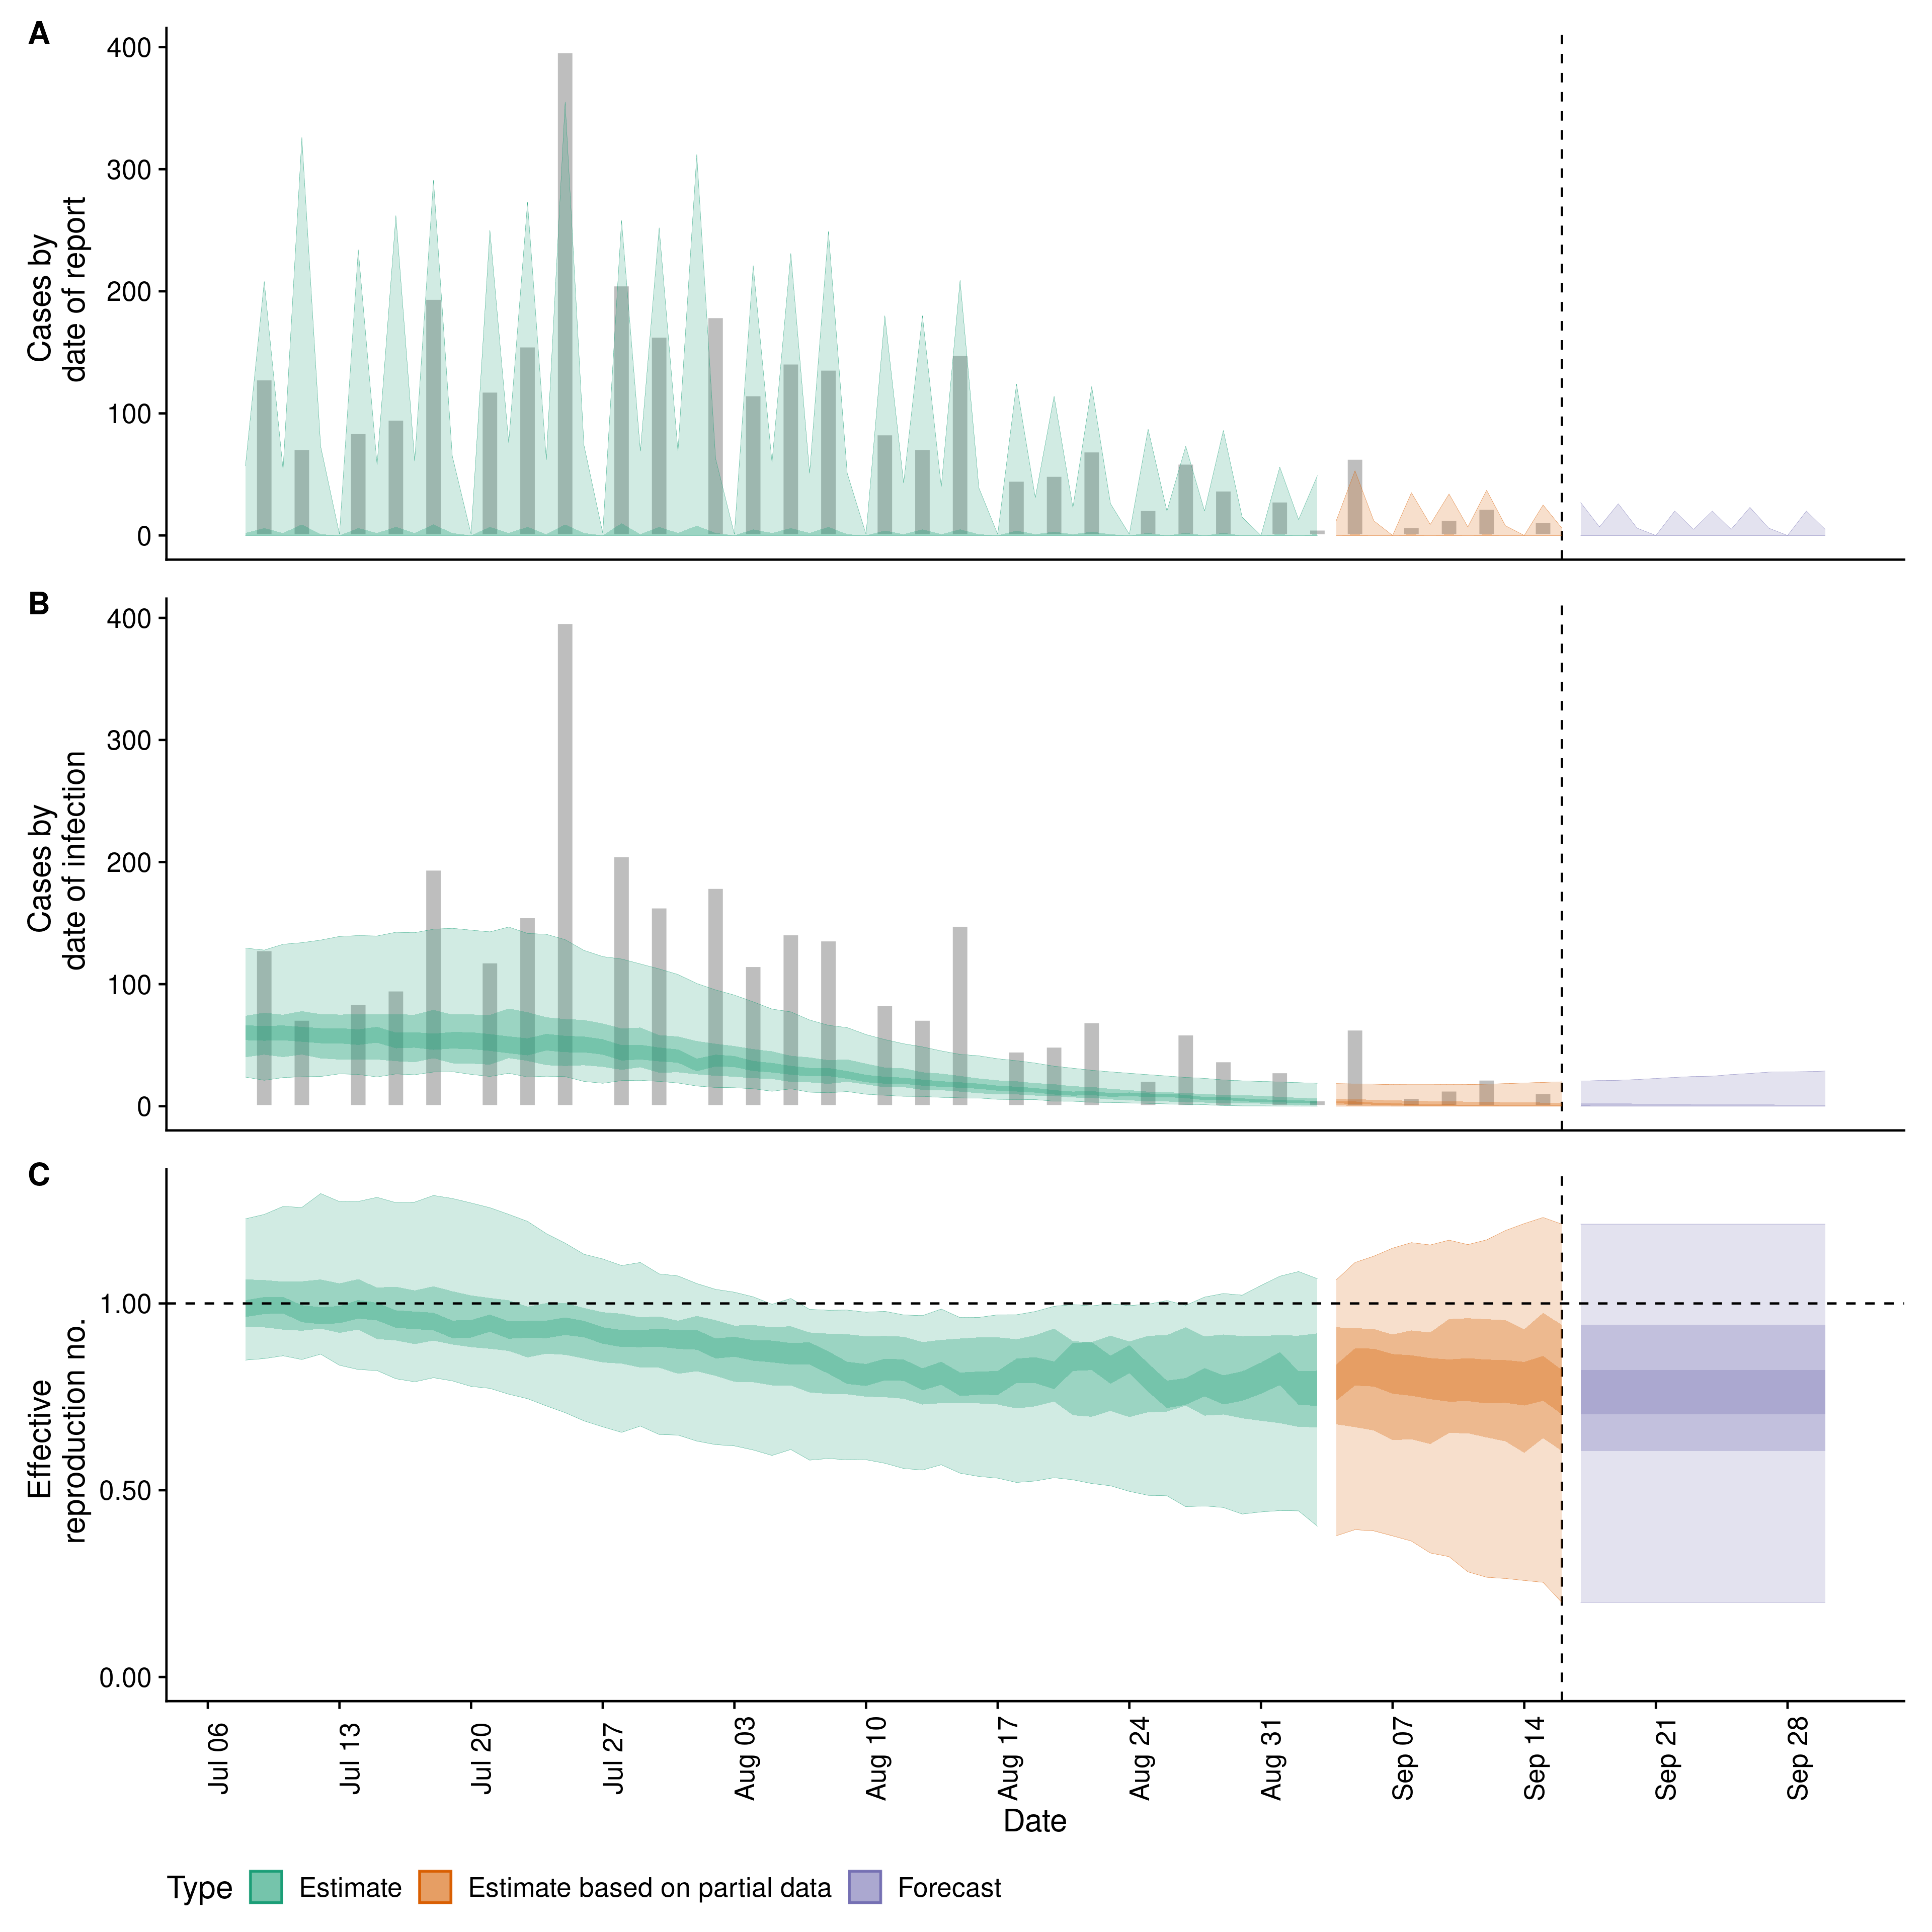 A
400
300
200
100
0
Cases by
date of report
B
400
300
200
100
0
Cases by
date of infection
C
1.00
0.50
0.00
Effective
reproduction no.
Jul 06
Jul 13
Jul 20
Jul 27
Aug 03
Aug 10
Aug 17
Aug 24
Aug 31
Sep 07
Sep 14
Sep 21
Sep 28
Date
Type Estimate Estimate based on partial data Forecast